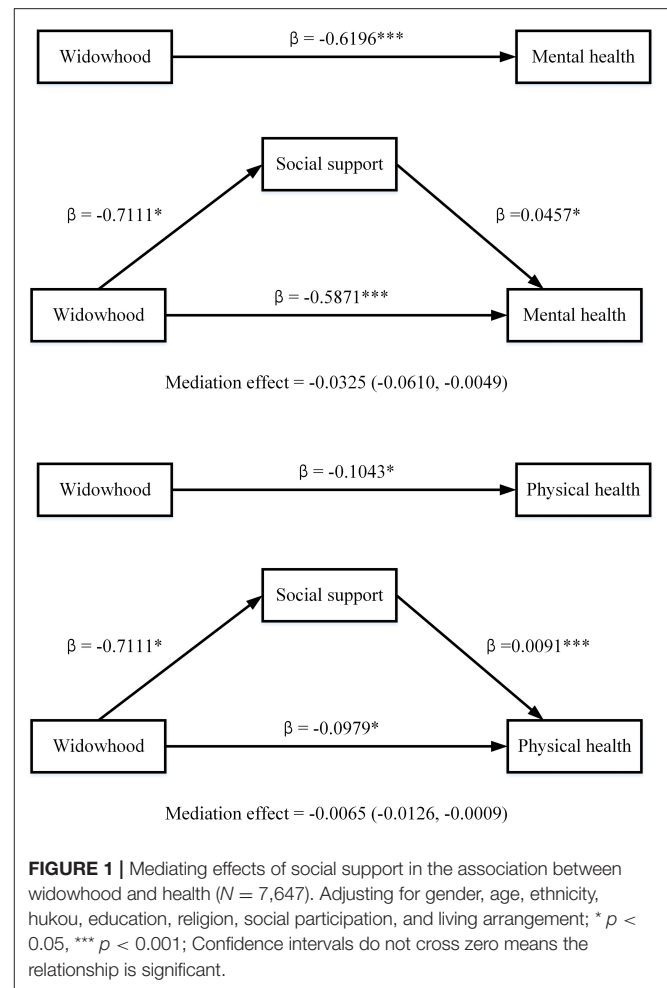 β = -0.6196***
Widowhood
Mental health
Social support
β = -0.7111*
β =0.0457*
β = -0.5871***
Widowhood
Mental health
Mediation effect = -0.0325 (-0.0610, -0.0049)
β = -0.1043*
Widowhood
Physical health
Social support
β = -0.7111*
β =0.0091***
β = -0.0979*
Widowhood
Physical health
Mediation effect = -0.0065 (-0.0126, -0.0009)
FIGURE 1 | Mediating effects of social support in the association between
widowhood and health (N = 7,647). Adjusting for gender, age, ethnicity,
hukou, education, religion, social participation, and living arrangement; * p <
0.05, *** p < 0.001; Confidence intervals do not cross zero means the
relationship is significant.